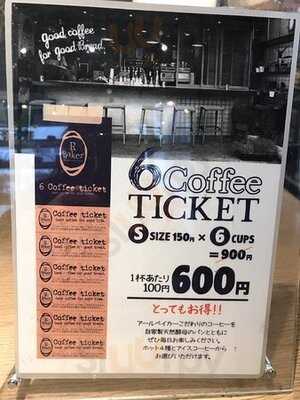 good coffee
for good Bread.
R
Baker
6 Coffee ticket
Coffee ticket
Coffee ticket
Coffee ticket
Coffee ticket
Coffee ticket
Coffee ticket
6 Coffee
TICKET
S SIZE 150円 × 6 CUPS
= 900円
1杯あたり
100円 600円
とってもお得!!
アールベイカーこだわりのコーヒーを
自家製天然酵母のパンとともに
ぜひ毎日お楽しみください。
ホット4種とアイスコーヒーから
お選びいただけます。